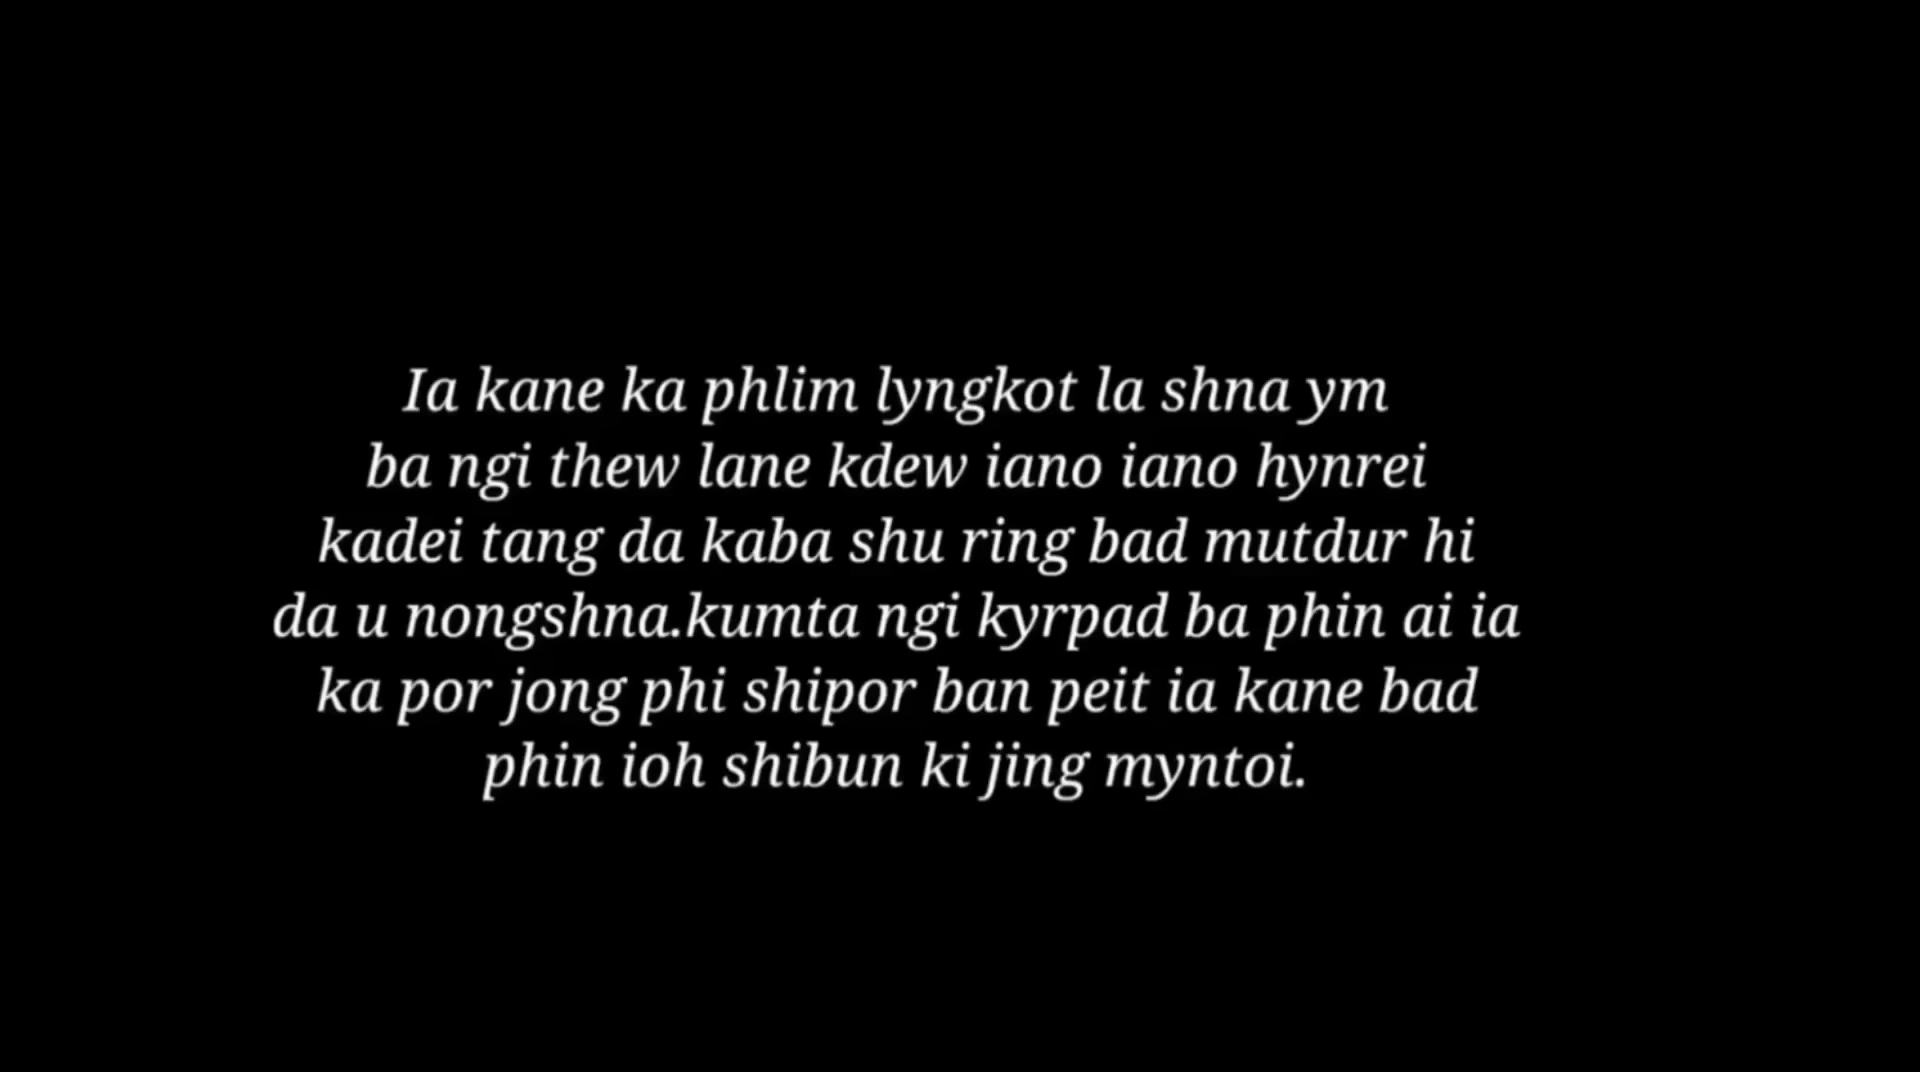 Ia kane ka phlim lyngkot la shna ym
ba ngi thew lane kdew iano iano hynrei
kadei tang da kaba shu ring bad mutdur hi
da u nongshna.kumta ngi kyrpad ba phin ai ia
ka por jong phi shipor ban peit ia kane bad
phin ioh shibun ki jing myntoi.